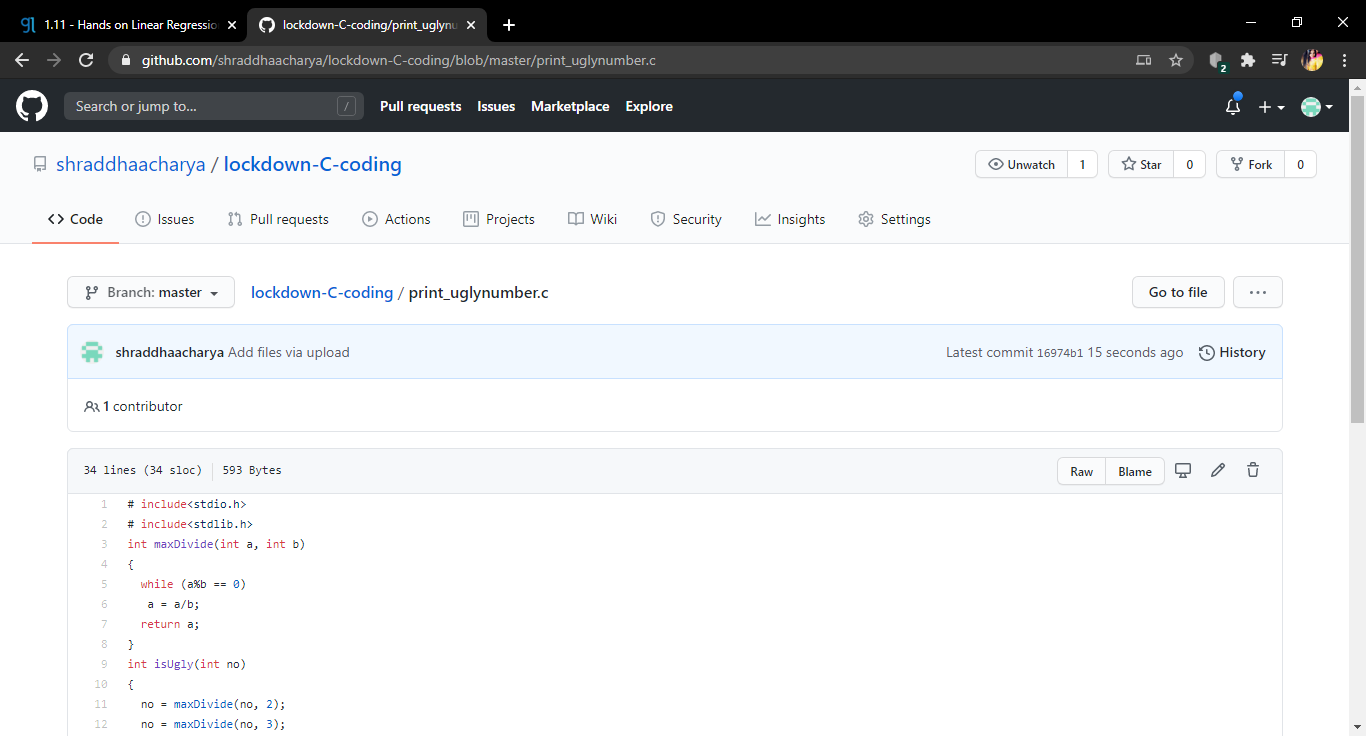 1.11 - Hands on Linear Regressio
lockdown-C-coding/print_uglynu
github.com/shraddhaacharya/lockdown-C-coding/blob/master/print_uglynumber.c
2
Search or jump to... /
Pull requests Issues Marketplace Explore
shraddhaacharya / lockdown-C-coding
Unwatch 1 Star 0 Fork 0
Code Issues Pull requests Actions Projects Wiki Security Insights Settings
Branch: master lockdown-C-coding / print_uglynumber.c Go to file ...
shraddhaacharya Add files via upload Latest commit 16974b1 15 seconds ago History
1 contributor
34 lines (34 sloc) 593 Bytes Raw Blame
1 # include<stdio.h>
2 # include<stdlib.h>
3 int maxDivide(int a, int b)
4 {
5 while (a%b == 0)
6 a = a/b;
7 return a;
8 }
9 int isUgly(int no)
10 {
11 no = maxDivide(no, 2);
12 no = maxDivide(no, 3);